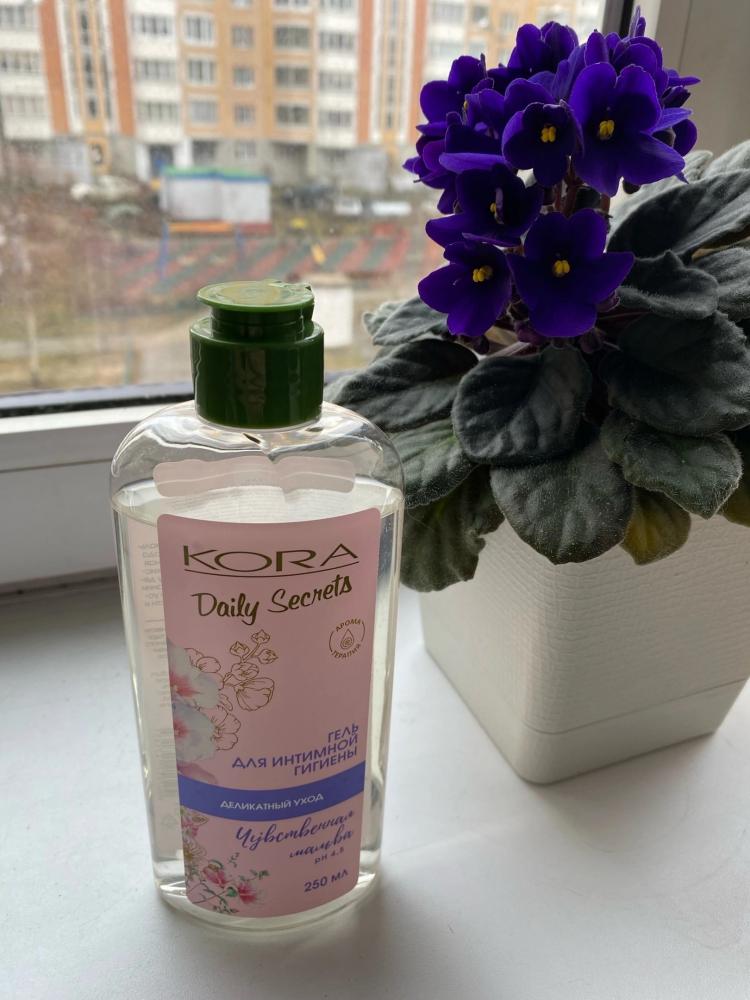 KORA
Daily Secrets
АРОМА
ТЕРАПИЯ
ГЕЛЬ
ДЛЯ ИНТИМНОЙ
ГИГИЕНЫ
ДЕЛИКАТНЫЙ УХОД
Чувственная
мальва
pH 4.5
250 мл